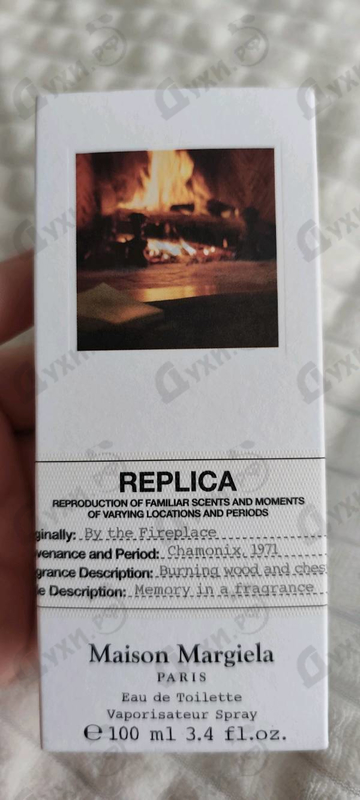 REPLICA
REPRODUCTION OF FAMILIAR SCENTS AND MOMENTS
OF VARYING LOCATIONS AND PERIODS
ginally: By the Fireplace
venance and Period: Chamonix, 1971
grance Description: Burning wood and ches
e Description: Memory in a fragrance
Maison Margiela
PARIS
Eau de Toilette
Vaporisateur Spray
℮ 100 ml 3.4 fl.oz.
Духи.рф